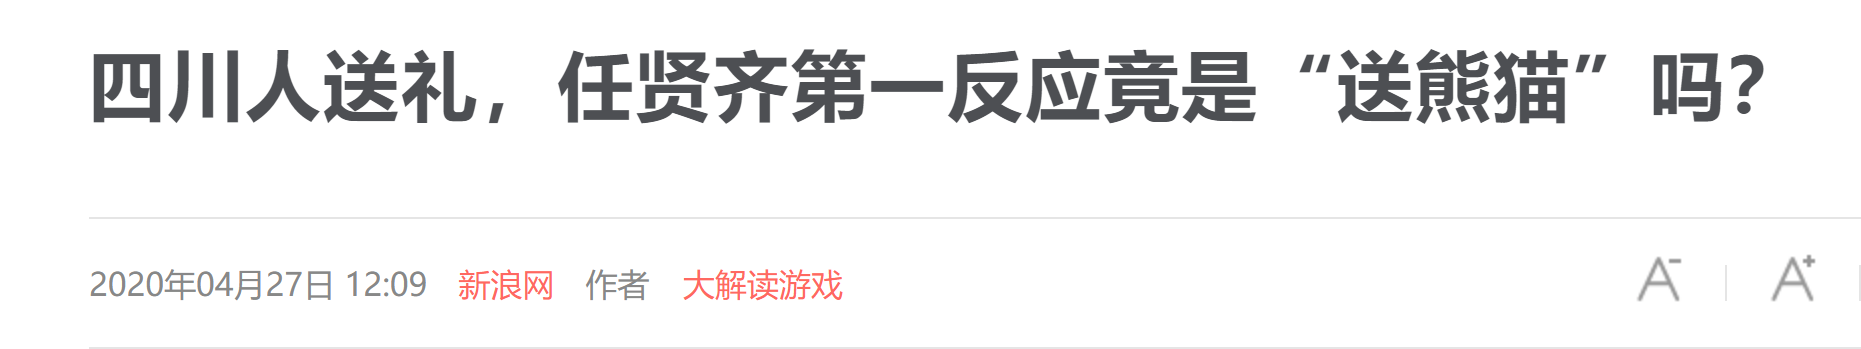 四川人送礼，任贤齐第一反应竟是“送熊猫”吗？
2020年04月27日 12:09 新浪网 作者 大解读游戏 A- A+